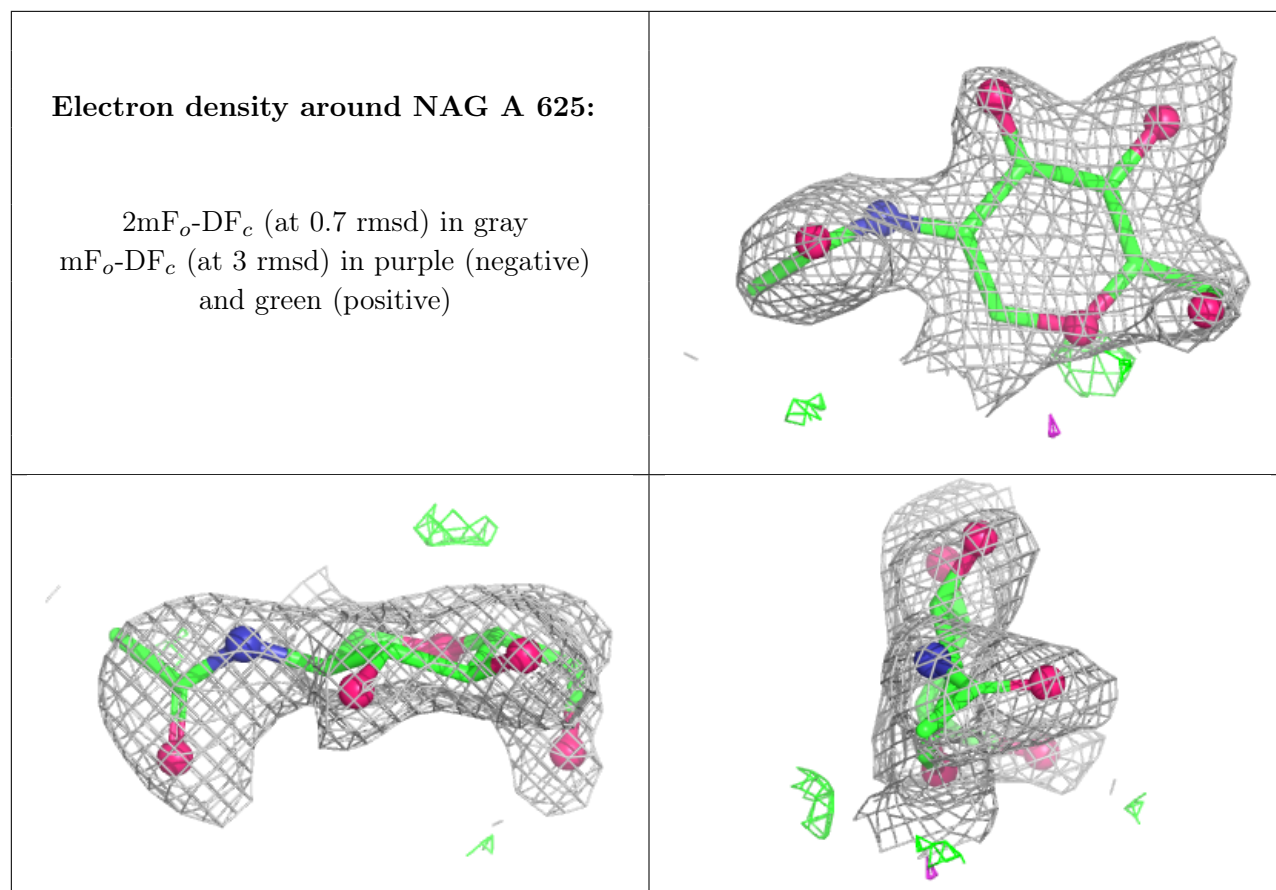 Electron density around NAG A 625:
2mFo-DFc (at 0.7 rmsd) in gray
mFo-DFc (at 3 rmsd) in purple (negative)
and green (positive)